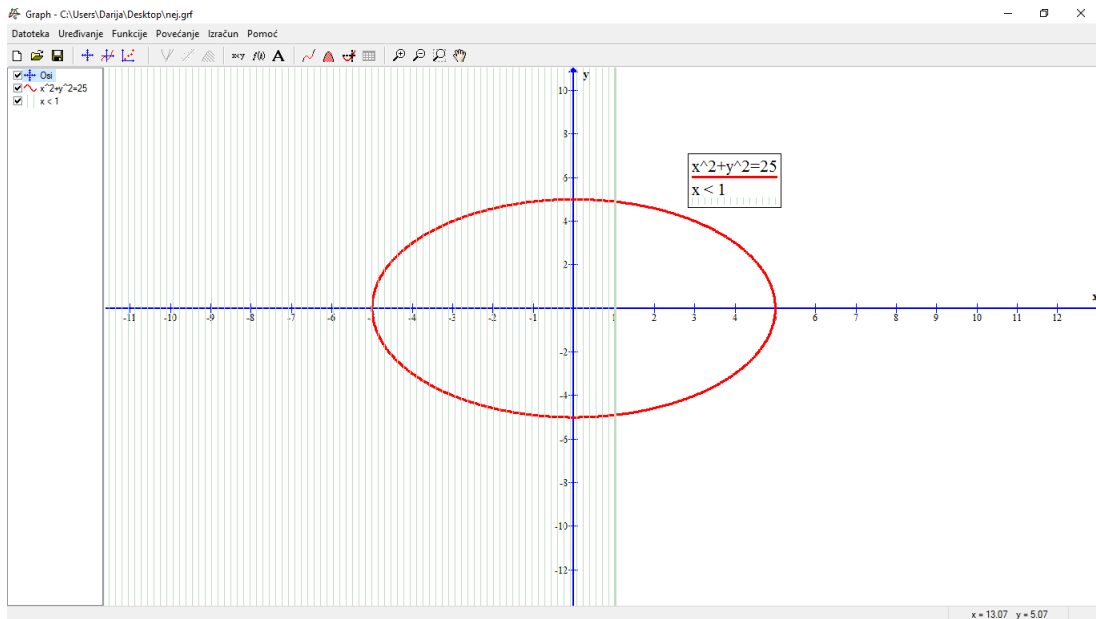 Graph - C:\Users\Darija\Desktop\nej.grf
Datoteka Uređivanje Funkcije Povećanje Izračun Pomoć
x<y f(x) A
Osi
x^2+y^2=25
x < 1
y
x
10
8
6
4
2
-2
-4
-6
-8
-10
-12
-11 -10 -9 -8 -7 -6 -5 -4 -3 -2 -1 1 2 3 4 5 6 7 8 9 10 11 12
x^2+y^2=25
x < 1
x = 13.07 y = 5.07